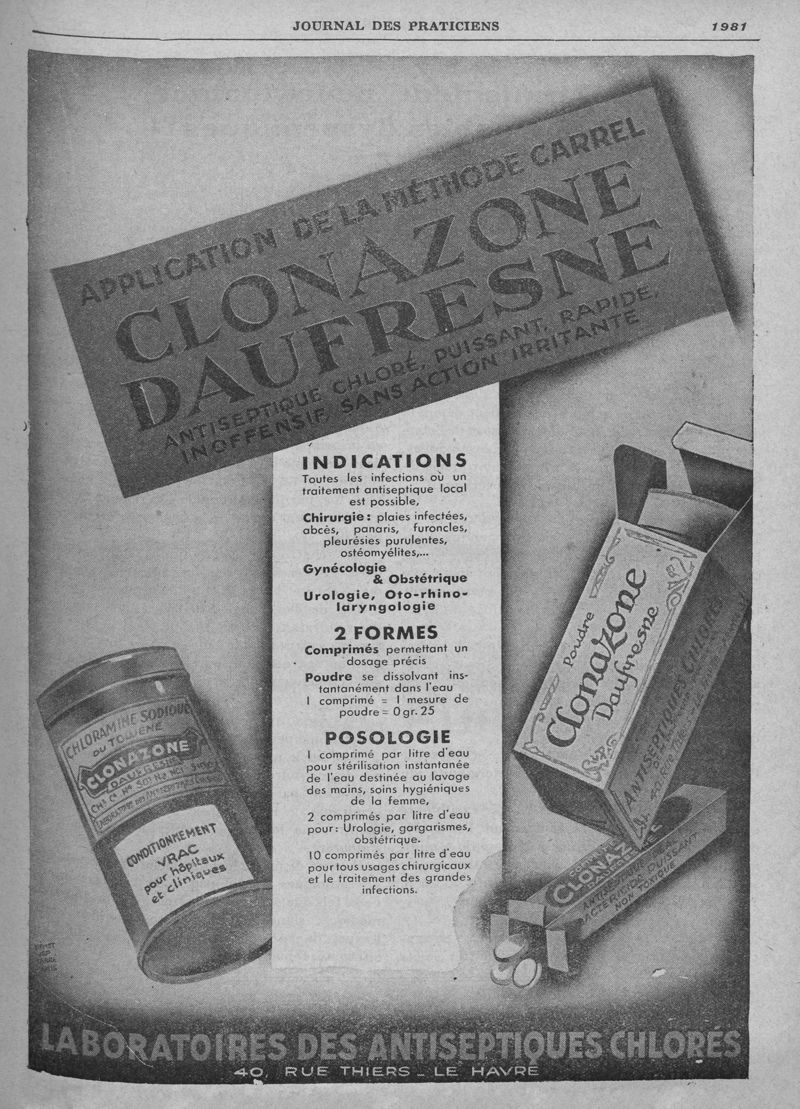 JOURNAL DES PRATICIENS 1981
APPLICATION DE LA MÉTHODE CARREL
CLONAZONE
DAUFRESNE
ANTISEPTIQUE CHLORÉ, PUISSANT, RAPIDE,
INOFFENSIF, SANS ACTION IRRITANTE
INDICATIONS
Toutes les infections où un
traitement antiseptique local
est possible,
Chirurgie : plaies infectées,
abcès, panaris, furoncles,
pleurésies purulentes,
ostéomyélites,...
Gynécologie
& Obstétrique
Urologie, Oto-rhino-
laryngologie
2 FORMES
Comprimés permettant un
dosage précis
Poudre se dissolvant ins-
tantanément dans l'eau
1 comprimé = 1 mesure de
poudre = 0 gr. 25
POSOLOGIE
1 comprimé par litre d'eau
pour stérilisation instantanée
de l'eau destinée au lavage
des mains, soins hygiéniques
de la femme,
2 comprimés par litre d'eau
pour : Urologie, gargarismes,
obstétrique.
10 comprimés par litre d'eau
pour tous usages chirurgicaux
et le traitement des grandes
infections.
CHLORAMINE SODIQUE
DU TOLUÈNE
CLONAZONE
DAUFRESNE
CONDITIONNEMENT
VRAC
pour hôpitaux
et cliniques
Poudre
Clonazone
Daufresne
ANTISEPTIQUES CHLORÉS
CLONAZONE
ANTISEPTIQUE
BACTÉRICIDE PUISSANT
NON TOXIQUE
LABORATOIRES DES ANTISEPTIQUES CHLORÉS
40, RUE THIERS _ LE HAVRE